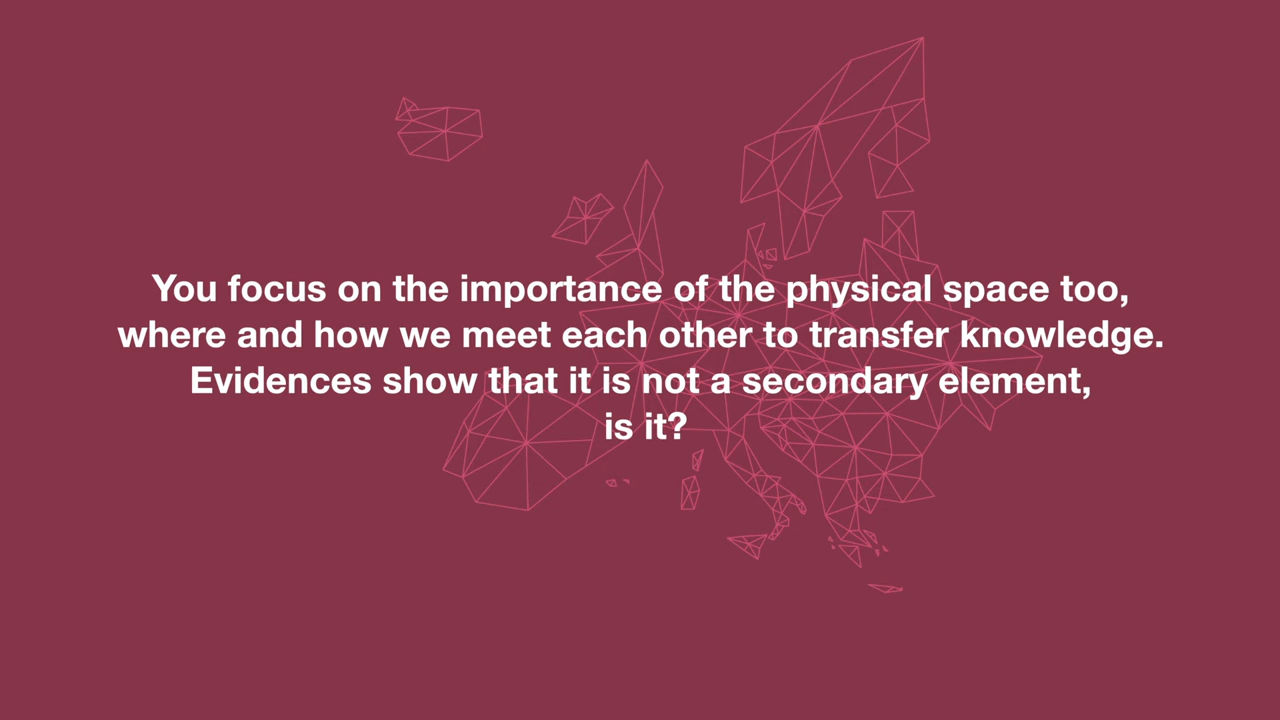 You focus on the importance of the physical space too,
where and how we meet each other to transfer knowledge.
Evidences show that it is not a secondary element,
is it?